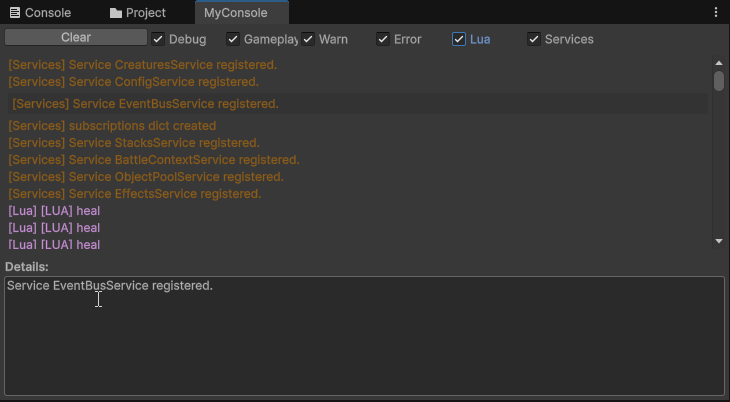 Console Project MyConsole
Clear Debug Gameplay Warn Error Lua Services
[Services] Service CreaturesService registered.
[Services] Service ConfigService registered.
[Services] Service EventBusService registered.
[Services] subscriptions dict created
[Services] Service StacksService registered.
[Services] Service BattleContextService registered.
[Services] Service ObjectPoolService registered.
[Services] Service EffectsService registered.
[Lua] [LUA] heal
[Lua] [LUA] heal
[Lua] [LUA] heal
Details:
Service EventBusService registered.